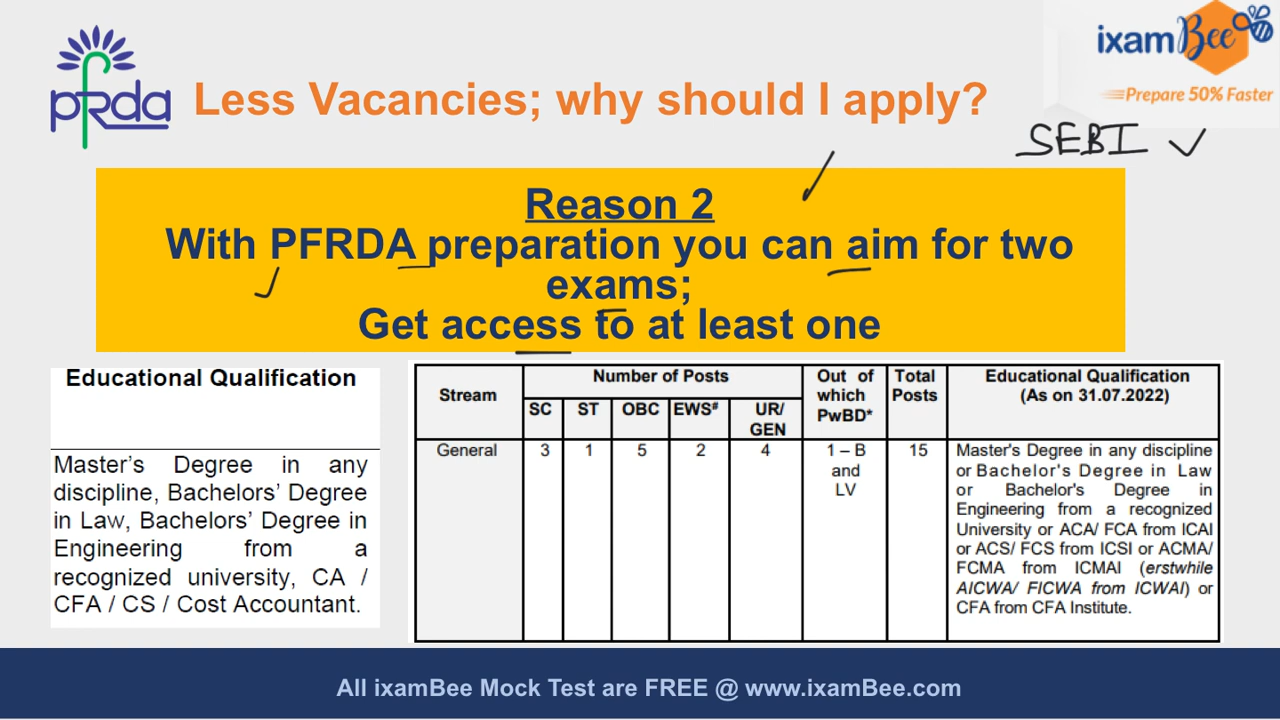 ixamBee
Prepare 50% Faster
pfrda
Less Vacancies; why should I apply?
SEBI
Reason 2
With PFRDA preparation you can aim for two
exams;
Get access to at least one
Educational Qualification
Master's Degree in any
discipline, Bachelors' Degree
in Law, Bachelors' Degree in
Engineering from a
recognized university, CA /
CFA / CS / Cost Accountant.
Stream
Number of Posts
Out of
which
PwBD*
Total
Posts
Educational Qualification
(As on 31.07.2022)
SC ST OBC EWS# UR/
GEN
General 3 1 5 2 4
1 – B
and
LV
15
Master's Degree in any discipline
or Bachelor's Degree in Law
or Bachelor's Degree in
Engineering from a recognized
University or ACA/ FCA from ICAI
or ACS/ FCS from ICSI or ACMA/
FCMA from ICMAI (erstwhile
AICWA/ FICWA from ICWAI) or
CFA from CFA Institute.
All ixamBee Mock Test are FREE @ www.ixamBee.com